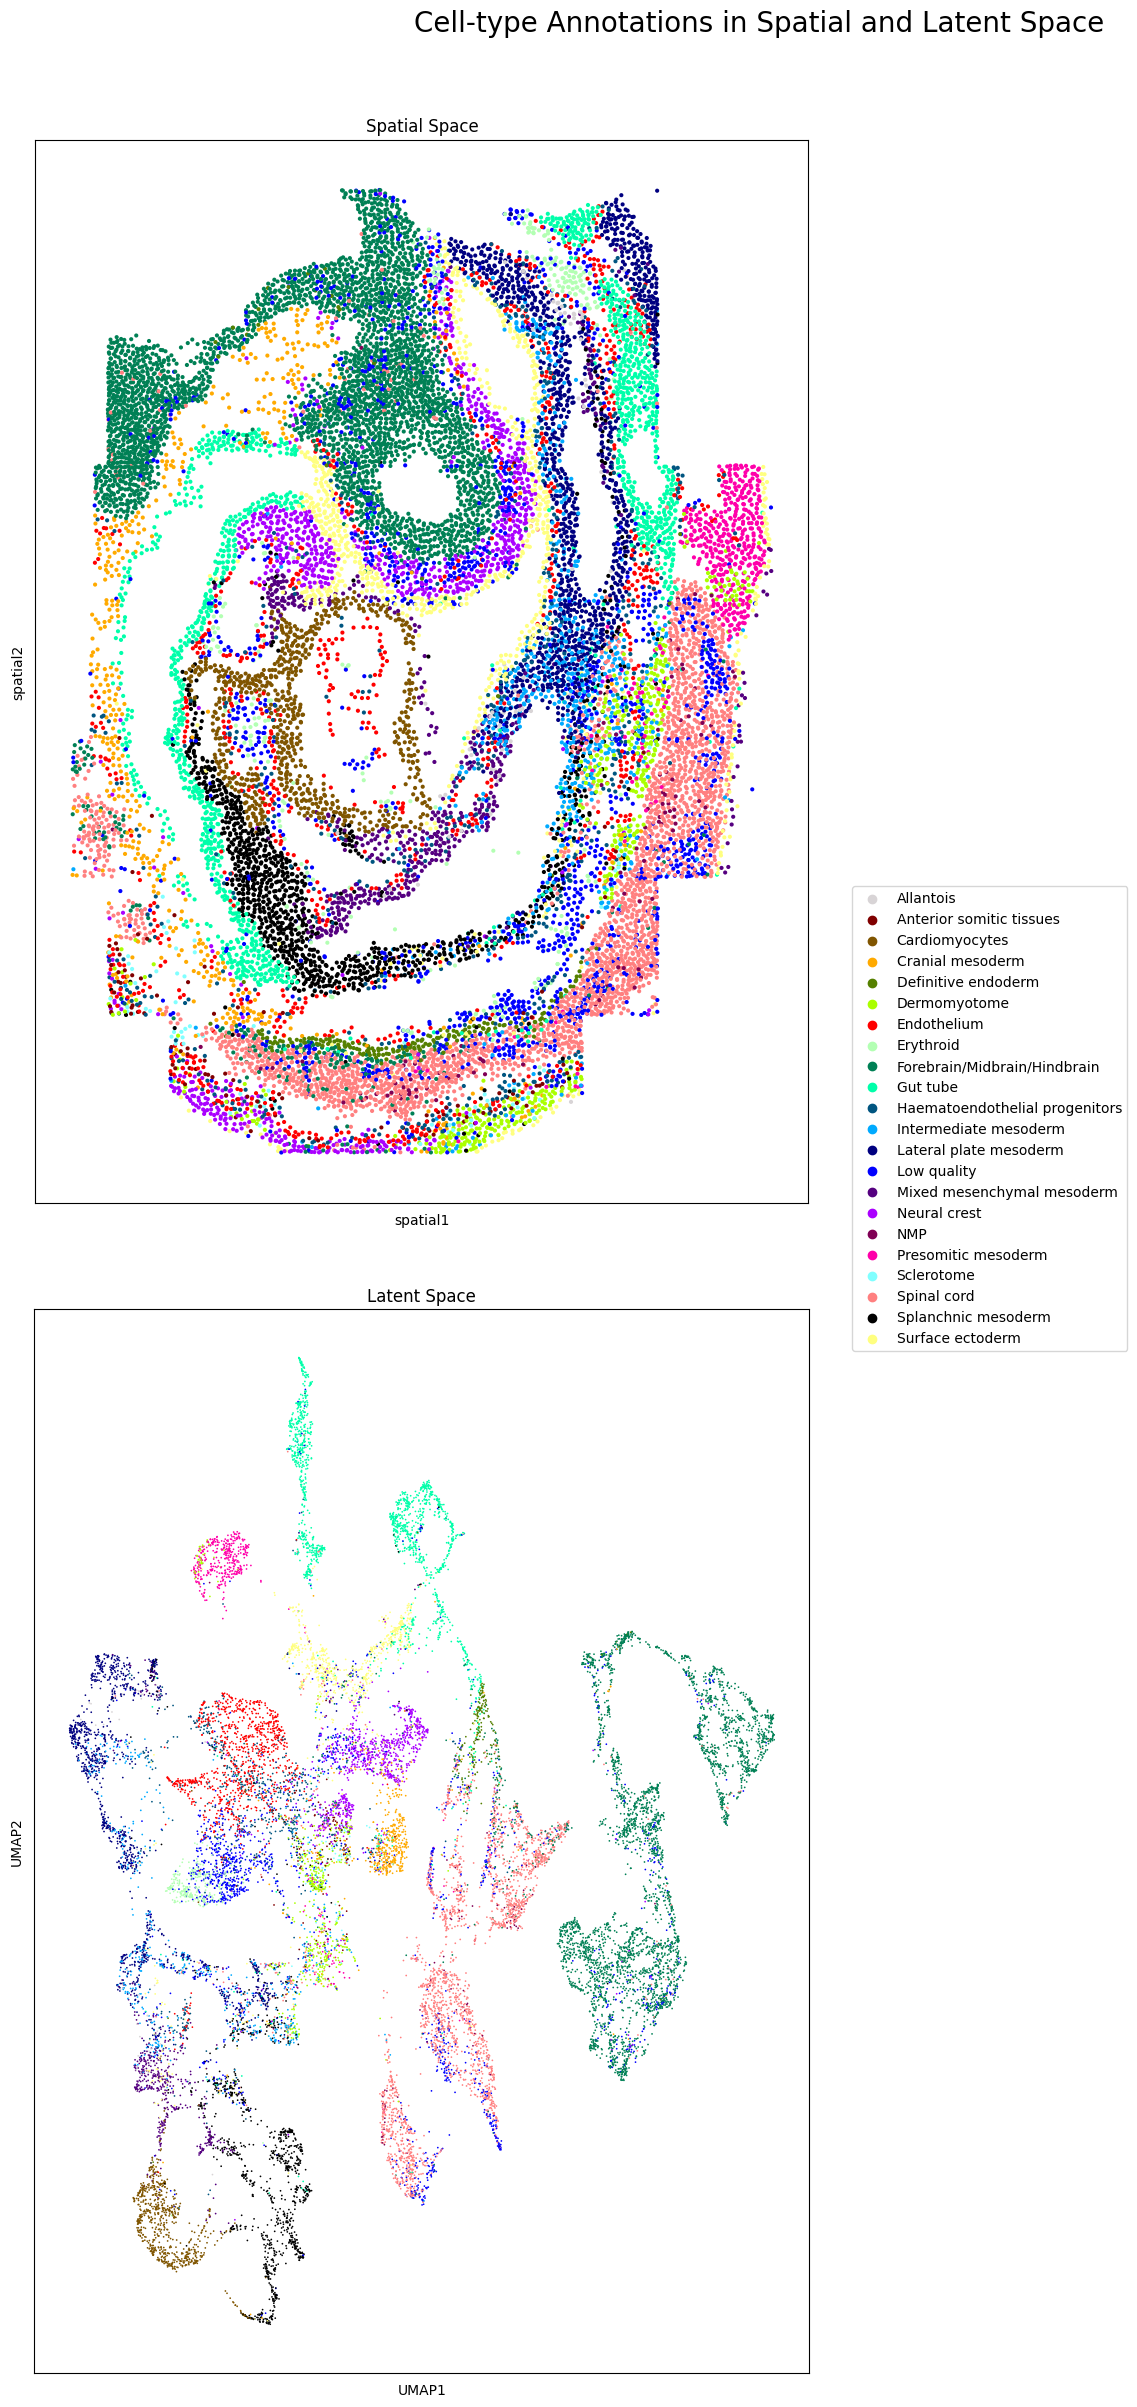 Cell-type Annotations in Spatial and Latent Space
Spatial Space
spatial2
spatial1
Allantois
Anterior somitic tissues
Cardiomyocytes
Cranial mesoderm
Definitive endoderm
Dermomyotome
Endothelium
Erythroid
Forebrain/Midbrain/Hindbrain
Gut tube
Haematoendothelial progenitors
Intermediate mesoderm
Lateral plate mesoderm
Low quality
Mixed mesenchymal mesoderm
Neural crest
NMP
Presomitic mesoderm
Sclerotome
Spinal cord
Splanchnic mesoderm
Surface ectoderm
Latent Space
UMAP2
UMAP1